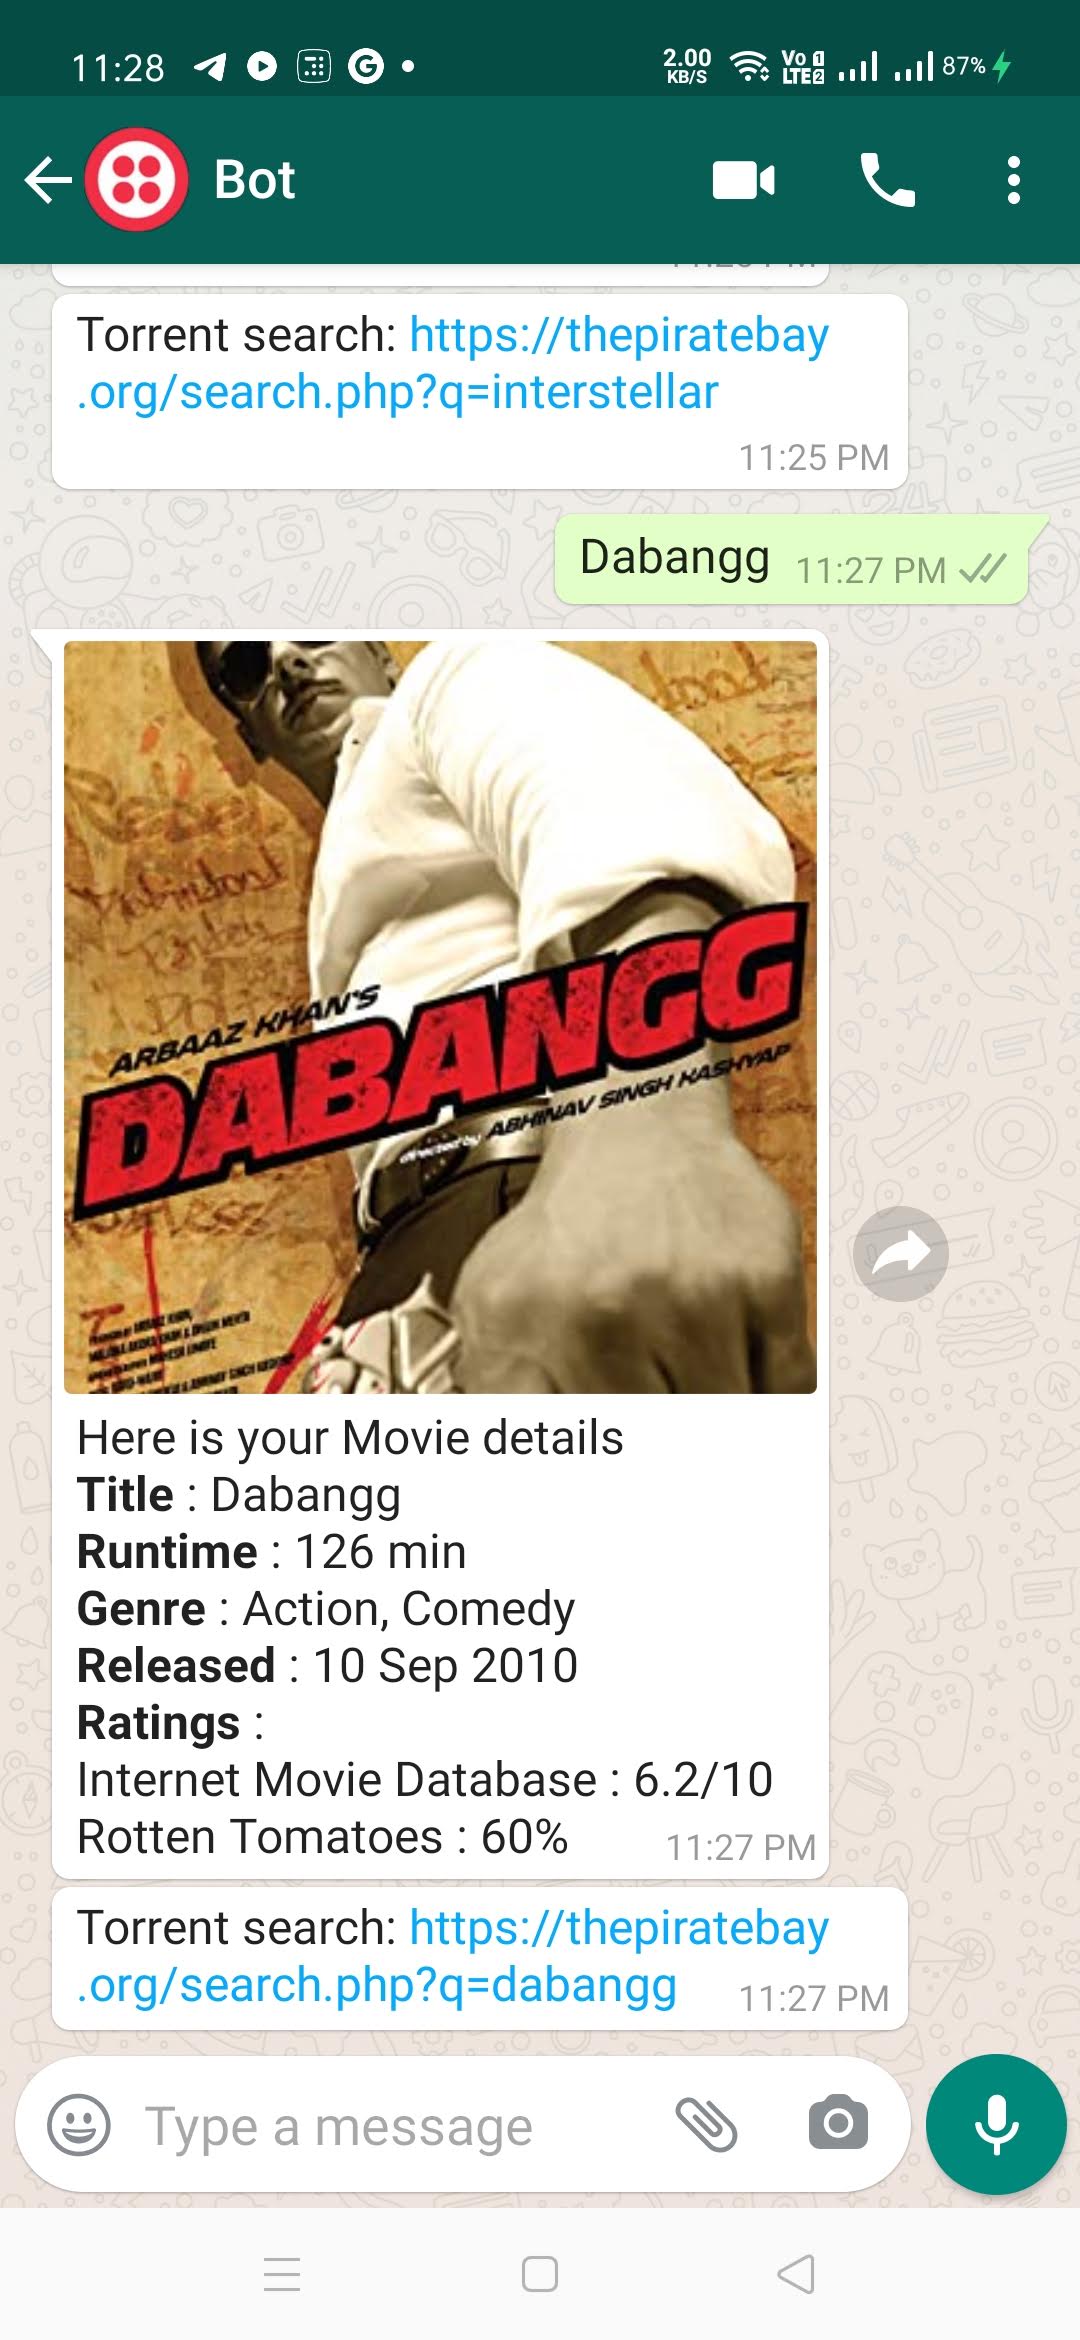 11:28
2.00
KB/S
Vo 1
LTE 2
87%
Bot
Torrent search: https://thepiratebay
.org/search.php?q=interstellar
11:25 PM
Dabangg 11:27 PM
ARBAAZ KHAN'S
DABANGG
directed by ABHINAV SINGH KASHYAP
Here is your Movie details
Title : Dabangg
Runtime : 126 min
Genre : Action, Comedy
Released : 10 Sep 2010
Ratings :
Internet Movie Database : 6.2/10
Rotten Tomatoes : 60% 11:27 PM
Torrent search: https://thepiratebay
.org/search.php?q=dabangg 11:27 PM
Type a message